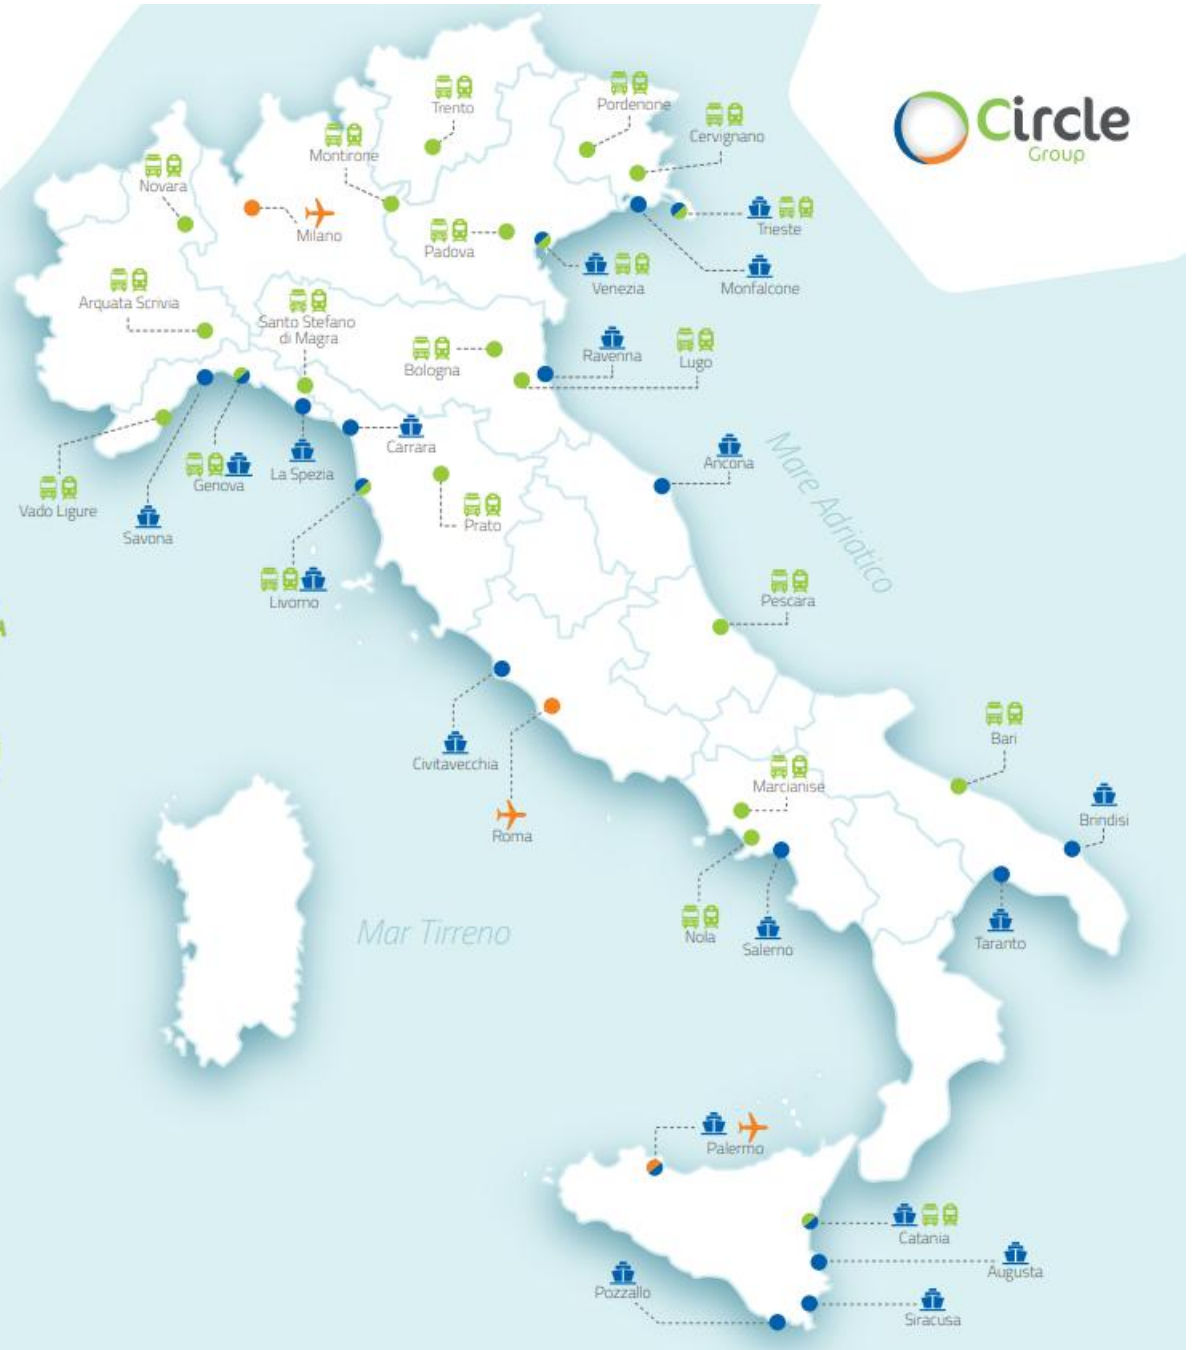 Circle
Group
Trento
Pordenone
Cervignano
Montirone
Novara
Milano
Padova
Trieste
Venezia
Monfalcone
Arquata Scrivia
Santo Stefano
di Magra
Bologna
Ravenna
Lugo
Carrara
La Spezia
Genova
Vado Ligure
Savona
Prato
Ancona
Mare Adriatico
Livorno
Pescara
Civitavecchia
Roma
Bari
Marcianise
Brindisi
Nola
Salerno
Taranto
Mar Tirreno
Palermo
Catania
Augusta
Pozzallo
Siracusa